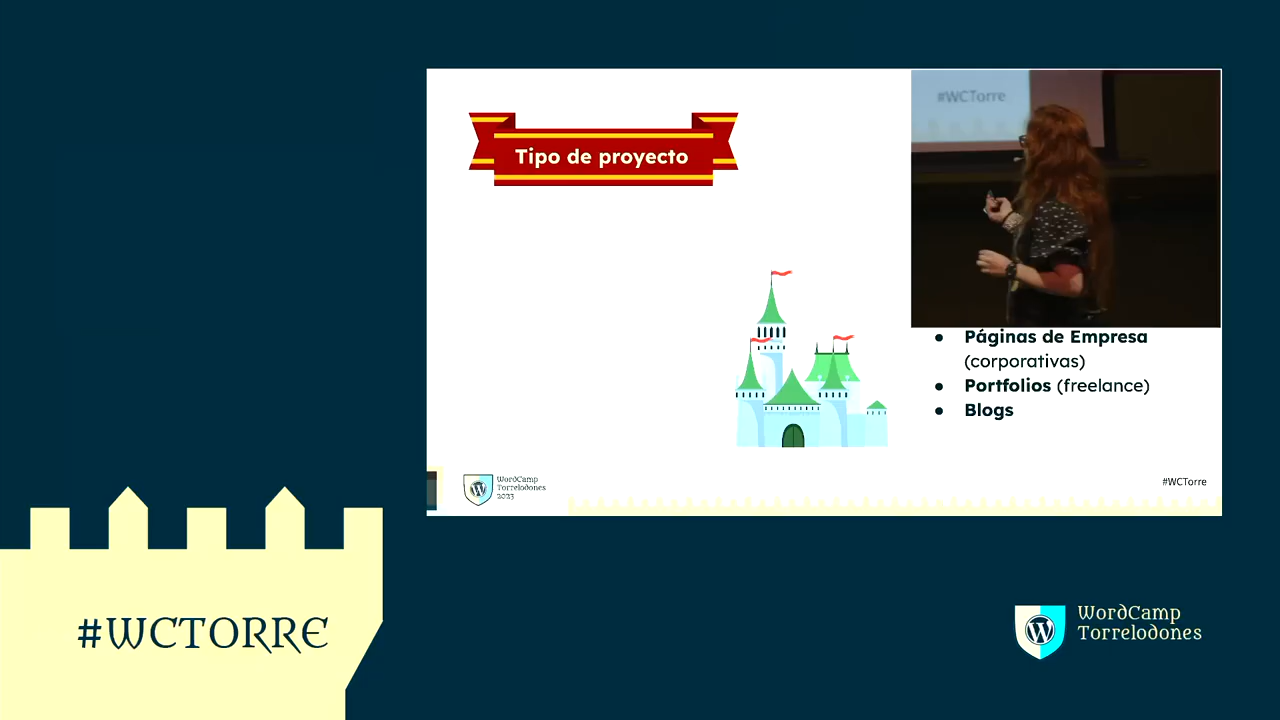 #WCTorre
Tipo de proyecto
● Páginas de Empresa
(corporativas)
● Portfolios (freelance)
● Blogs
WordCamp
Torrelodones
2023
#WCTorre
#WCTORRE
WordCamp
Torrelodones